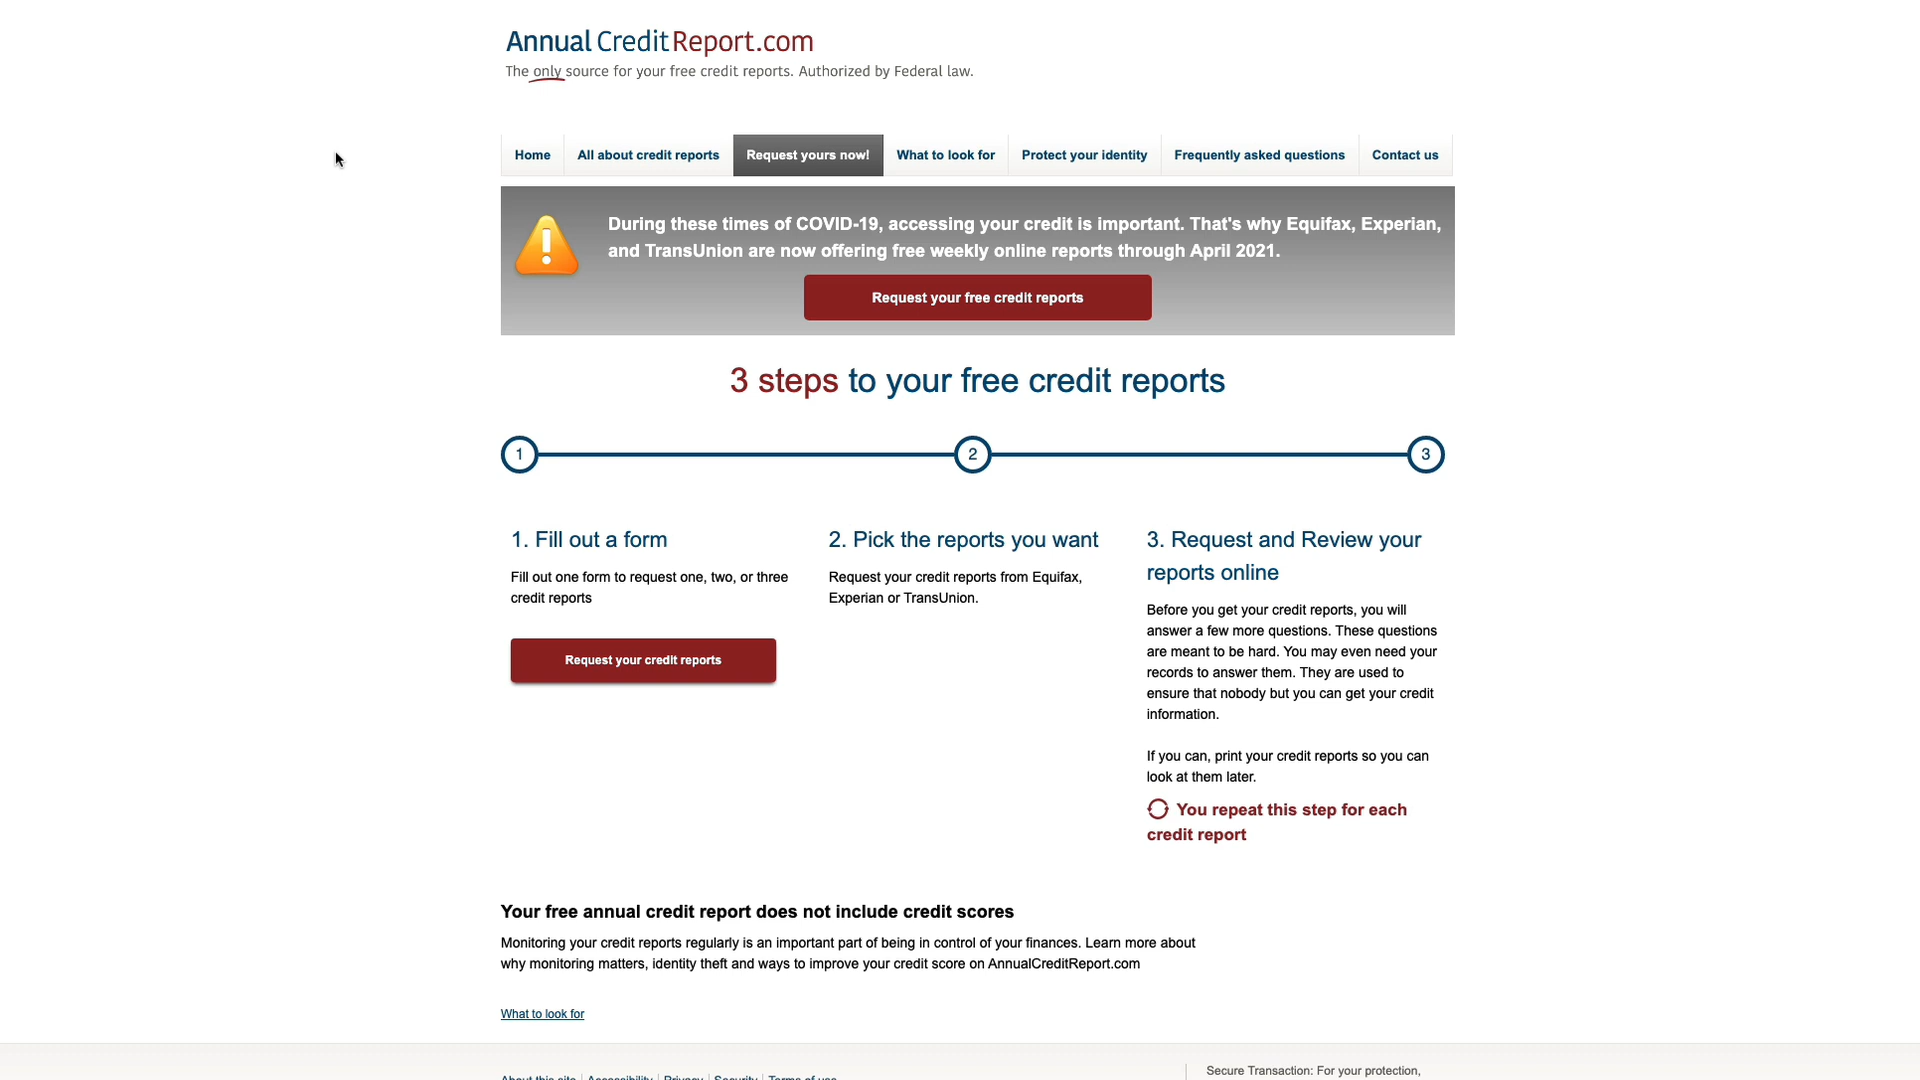 AnnualCreditReport.com
The only source for your free credit reports. Authorized by Federal law.
Home
All about credit reports
Request yours now!
What to look for
Protect your identity
Frequently asked questions
Contact us
During these times of COVID-19, accessing your credit is important. That's why Equifax, Experian,
and TransUnion are now offering free weekly online reports through April 2021.
Request your free credit reports
3 steps to your free credit reports
1
2
3
1. Fill out a form
Fill out one form to request one, two, or three
credit reports
Request your credit reports
2. Pick the reports you want
Request your credit reports from Equifax,
Experian or TransUnion.
3. Request and Review your
reports online
Before you get your credit reports, you will
answer a few more questions. These questions
are meant to be hard. You may even need your
records to answer them. They are used to
ensure that nobody but you can get your credit
information.
If you can, print your credit reports so you can
look at them later.
You repeat this step for each
credit report
Your free annual credit report does not include credit scores
Monitoring your credit reports regularly is an important part of being in control of your finances. Learn more about
why monitoring matters, identity theft and ways to improve your credit score on AnnualCreditReport.com
What to look for
About this site | Accessibility | Privacy | Security | Terms of use
Secure Transaction: For your protection,